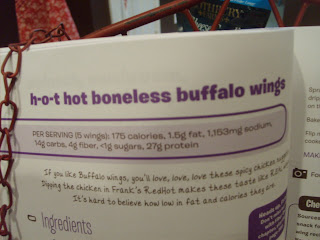 h-o-t hot boneless buffalo wings
PER SERVING (5 wings): 175 calories, 1.5g fat, 1,163mg sodium,
14g carbs, 4g fiber, <1g sugars, 27g protein
If you like Buffalo wings, you'll love, love, love these spicy chicken
Dipping the chicken in Frank's RedHot makes these taste like
It's hard to believe how low in fat and calories they are.
Ingredients